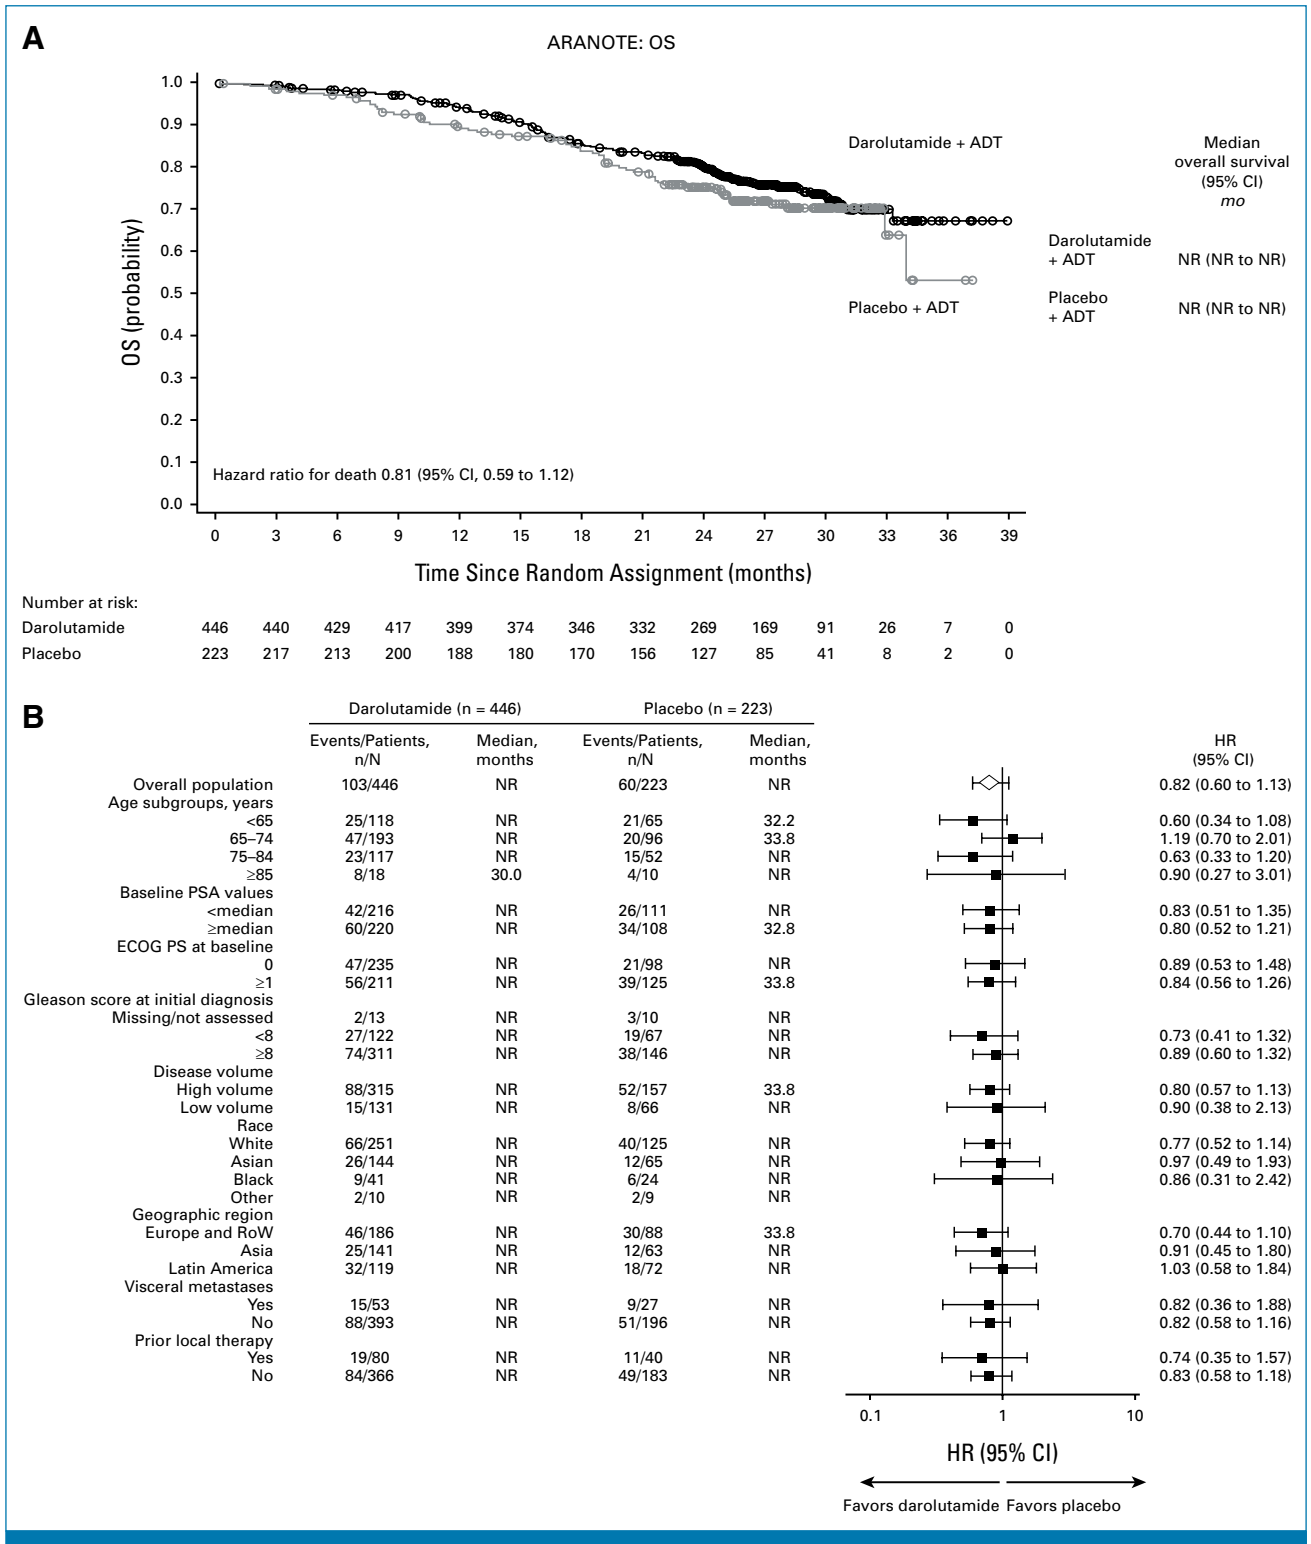 A
ARANOTE: OS
1.0
0.9
0.8
0.7
0.6
0.5
0.4
0.3
0.2
0.1
0.0
OS (probability)
Darolutamide + ADT
Placebo + ADT
Median
overall survival
(95% CI)
mo
Darolutamide
+ ADT NR (NR to NR)
Placebo
+ ADT NR (NR to NR)
Hazard ratio for death 0.81 (95% CI, 0.59 to 1.12)
0 3 6 9 12 15 18 21 24 27 30 33 36 39
Time Since Random Assignment (months)
Number at risk:
Darolutamide 446 440 429 417 399 374 346 332 269 169 91 26 7 0
Placebo 223 217 213 200 188 180 170 156 127 85 41 8 2 0
B
Darolutamide (n = 446) Placebo (n = 223)
Events/Patients, Median, Events/Patients, Median, HR
n/N months n/N months (95% CI)
Overall population 103/446 NR 60/223 NR 0.82 (0.60 to 1.13)
Age subgroups, years
<65 25/118 NR 21/65 32.2 0.60 (0.34 to 1.08)
65–74 47/193 NR 20/96 33.8 1.19 (0.70 to 2.01)
75–84 23/117 NR 15/52 NR 0.63 (0.33 to 1.20)
≥85 8/18 30.0 4/10 NR 0.90 (0.27 to 3.01)
Baseline PSA values
<median 42/216 NR 26/111 NR 0.83 (0.51 to 1.35)
≥median 60/220 NR 34/108 32.8 0.80 (0.52 to 1.21)
ECOG PS at baseline
0 47/235 NR 21/98 NR 0.89 (0.53 to 1.48)
≥1 56/211 NR 39/125 33.8 0.84 (0.56 to 1.26)
Gleason score at initial diagnosis
Missing/not assessed 2/13 NR 3/10 NR
<8 27/122 NR 19/67 NR 0.73 (0.41 to 1.32)
≥8 74/311 NR 38/146 NR 0.89 (0.60 to 1.32)
Disease volume
High volume 88/315 NR 52/157 33.8 0.80 (0.57 to 1.13)
Low volume 15/131 NR 8/66 NR 0.90 (0.38 to 2.13)
Race
White 66/251 NR 40/125 NR 0.77 (0.52 to 1.14)
Asian 26/144 NR 12/65 NR 0.97 (0.49 to 1.93)
Black 9/41 NR 6/24 NR 0.86 (0.31 to 2.42)
Other 2/10 NR 2/9 NR
Geographic region
Europe and RoW 46/186 NR 30/88 33.8 0.70 (0.44 to 1.10)
Asia 25/141 NR 12/63 NR 0.91 (0.45 to 1.80)
Latin America 32/119 NR 18/72 NR 1.03 (0.58 to 1.84)
Visceral metastases
Yes 15/53 NR 9/27 NR 0.82 (0.36 to 1.88)
No 88/393 NR 51/196 NR 0.82 (0.58 to 1.16)
Prior local therapy
Yes 19/80 NR 11/40 NR 0.74 (0.35 to 1.57)
No 84/366 NR 49/183 NR 0.83 (0.58 to 1.18)
0.1 1 10
HR (95% CI)
Favors darolutamide Favors placebo